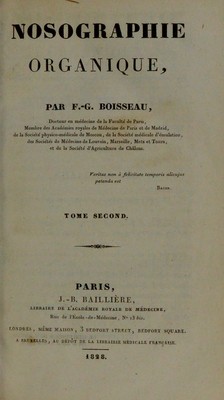 NOSOGRAPHIE
ORGANIQUE,
PAR F.-G. BOISSEAU,
Docteur en médecine de la Faculté de Paris,
Membre des Académies royales de Médecine de Paris et de Madrid,
de la Société physico-médicale de Moscou, de la Société médicale d'émulation,
des Sociétés de Médecine de Louvain, Marseille, Metz et Tours,
et de la Société d'Agriculture de Châlons.
Veritas non à felicitate temporis alicujus
petenda est
BACON.
TOME SECOND.
PARIS,
J.-B. BAILLIÈRE,
LIBRAIRE DE L'ACADÉMIE ROYALE DE MÉDECINE,
Rue de l'École-de-Médecine, N° 13 bis.
LONDRES, MÊME MAISON, 3 BEDFORT STREET, BEDFORT SQUARE.
A BRUXELLES, AU DÉPÔT DE LA LIBRAIRIE MÉDICALE FRANÇAISE.
1828.